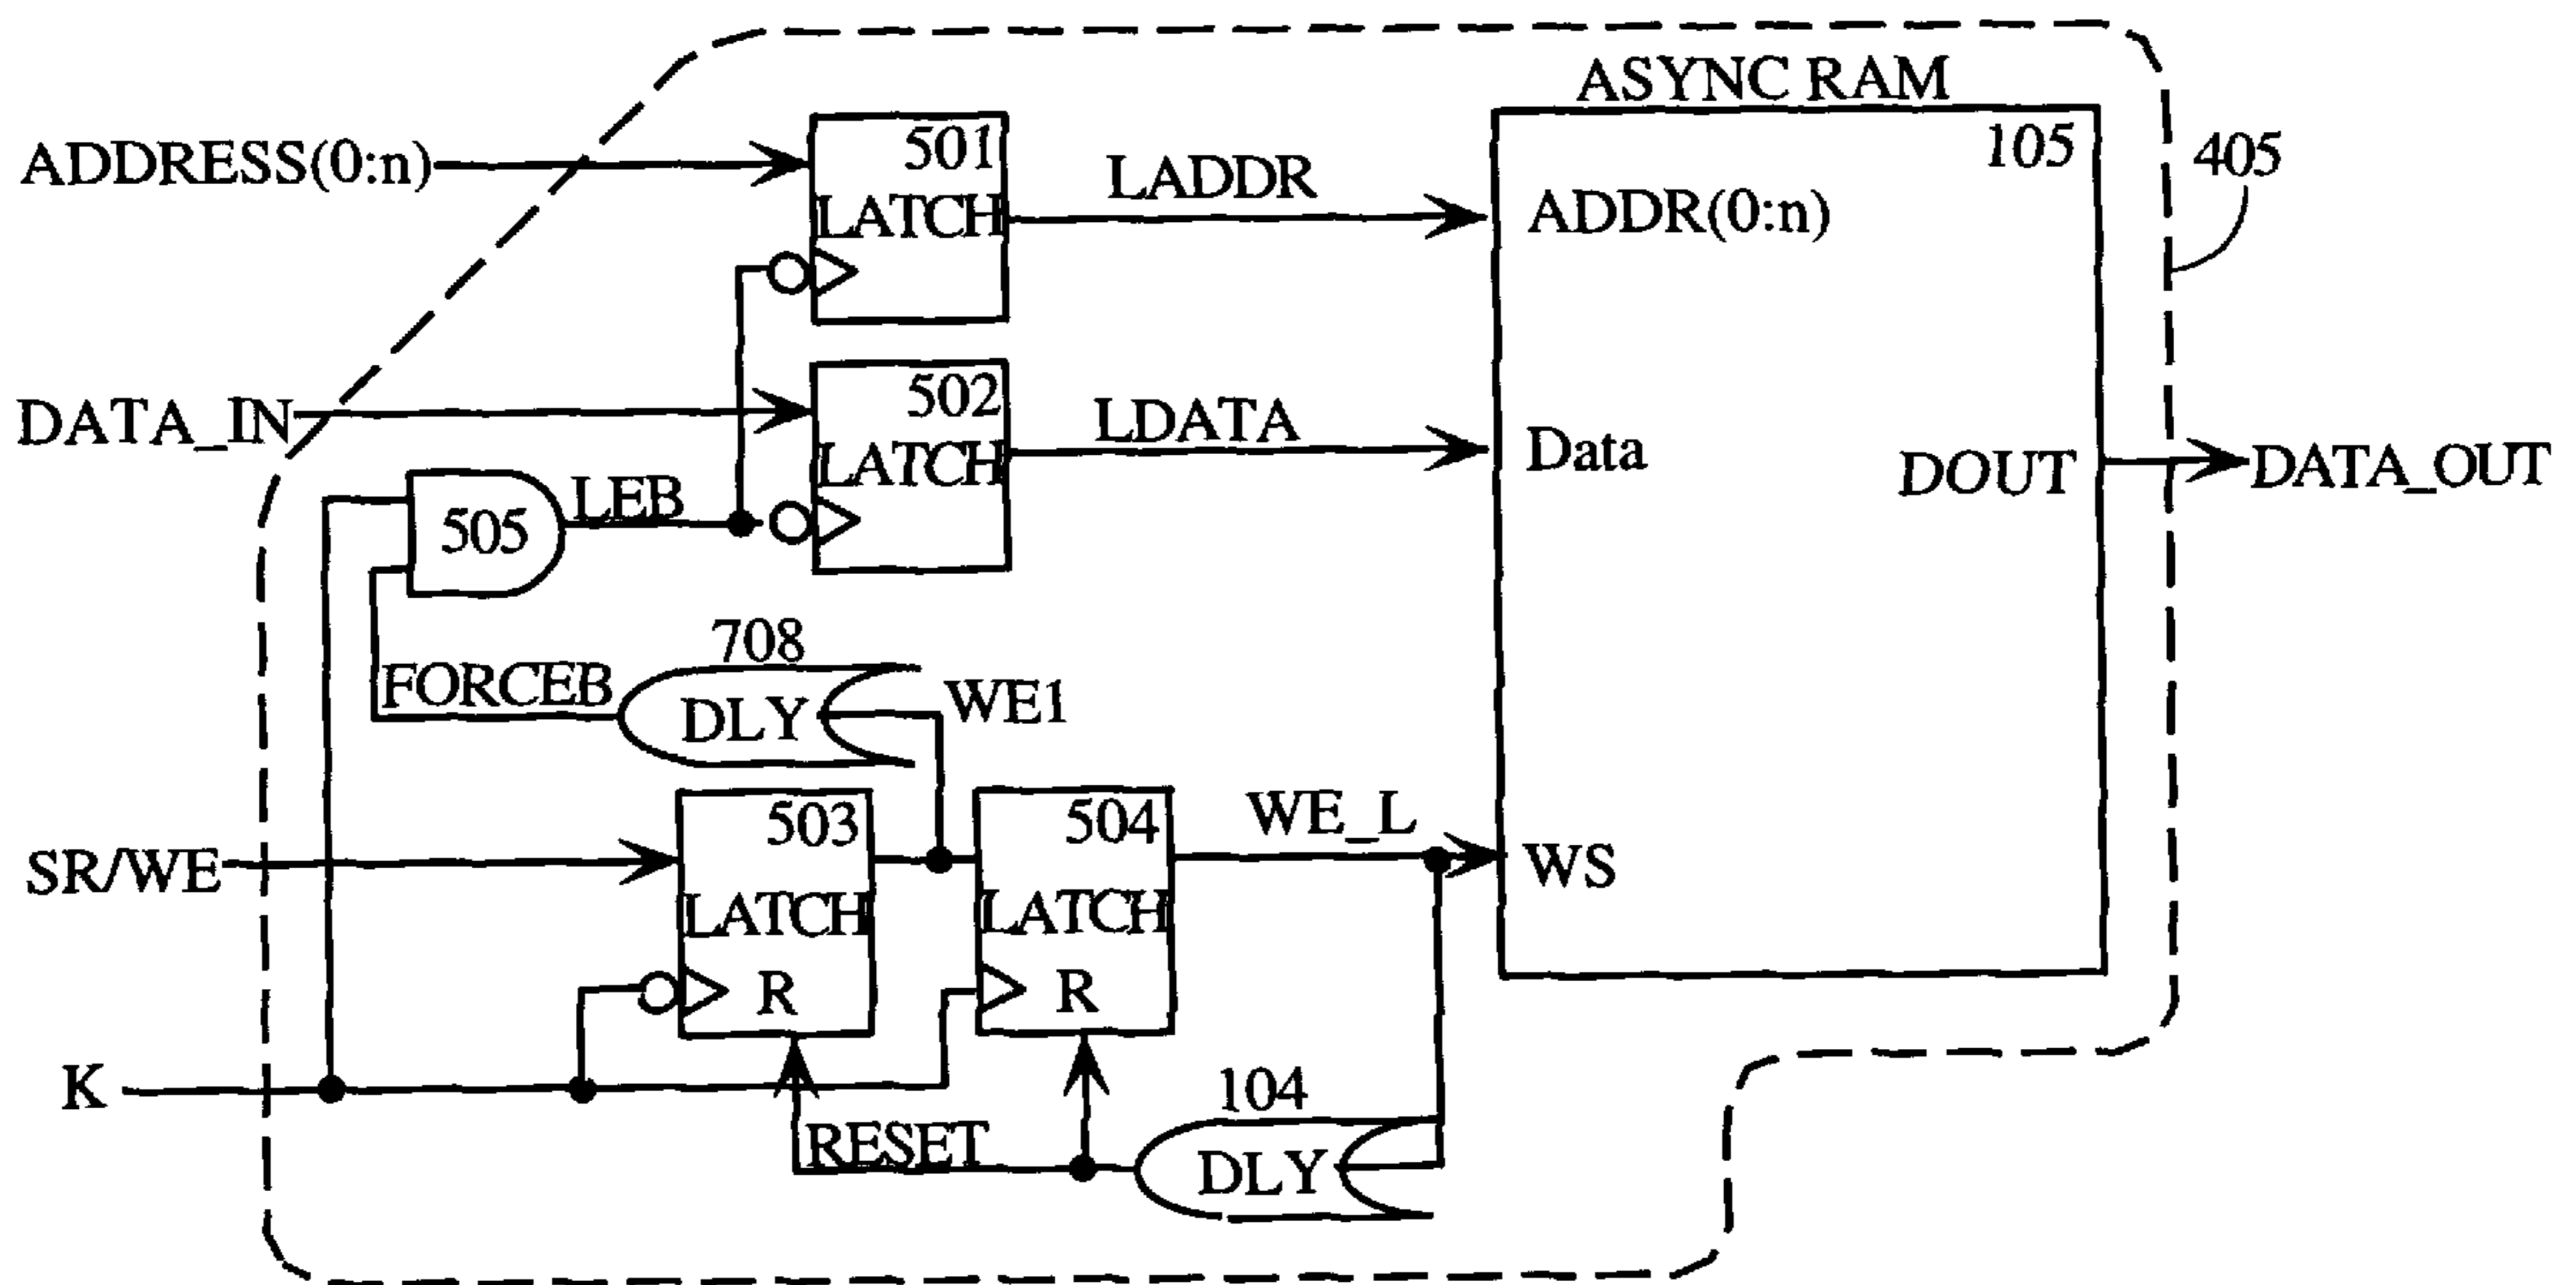 ASYNC RAM
ADDRESS(0:n)
501
LATCH
LADDR
105
ADDR(0:n)
405
DATA_IN
502
LATCH
LDATA
Data
DOUT
DATA_OUT
505
LEB
708
FORCEB
DLY
WE1
SR/WE
503
LATCH
R
504
LATCH
R
WE_L
WS
K
RESET
104
DLY